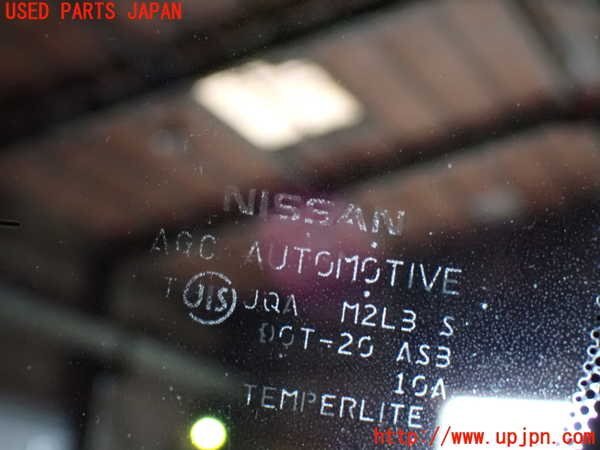 USED PARTS JAPAN
NISSAN
AGC AUTOMOTIVE
T JIS JQA M2L3 S
DOT-20 AS3
10A
TEMPERLITE
http://www.upjpn.com/